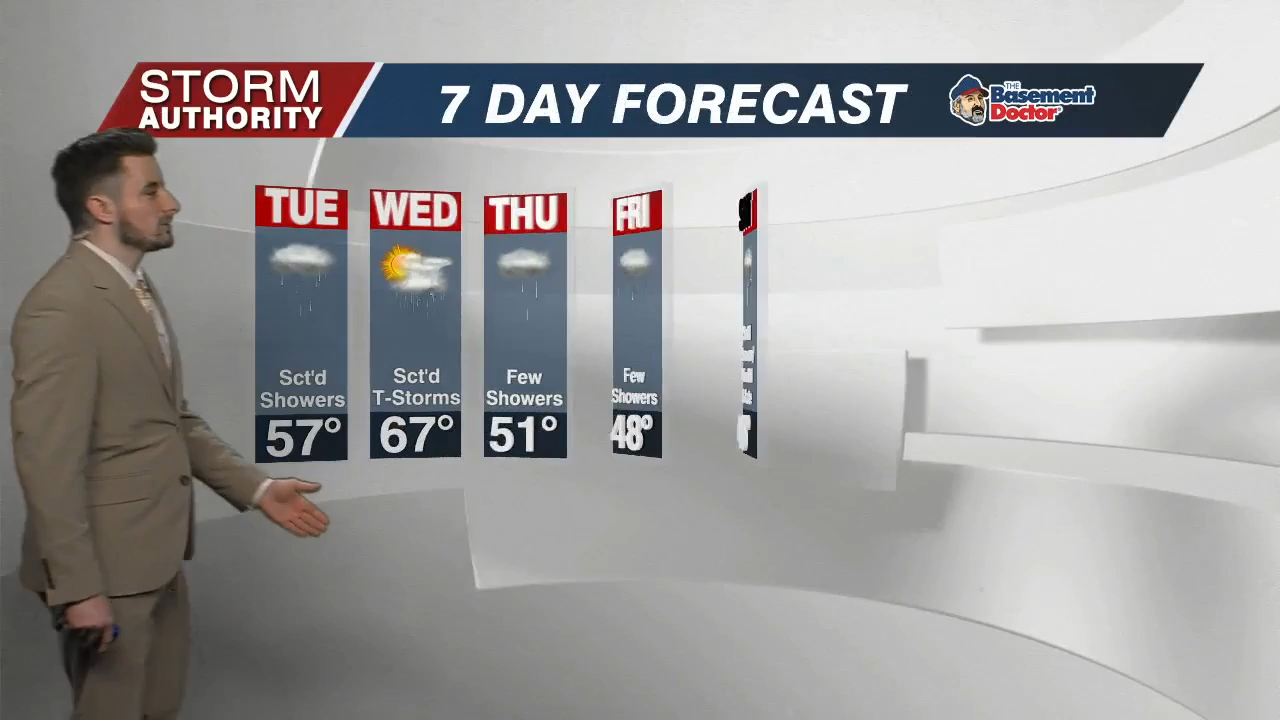 STORM
AUTHORITY
7 DAY FORECAST
THE
Basement
Doctor
TUE
WED
THU
FRI
Sct'd
Showers
Sct'd
T-Storms
Few
Showers
Few
Showers
57°
67°
51°
48°